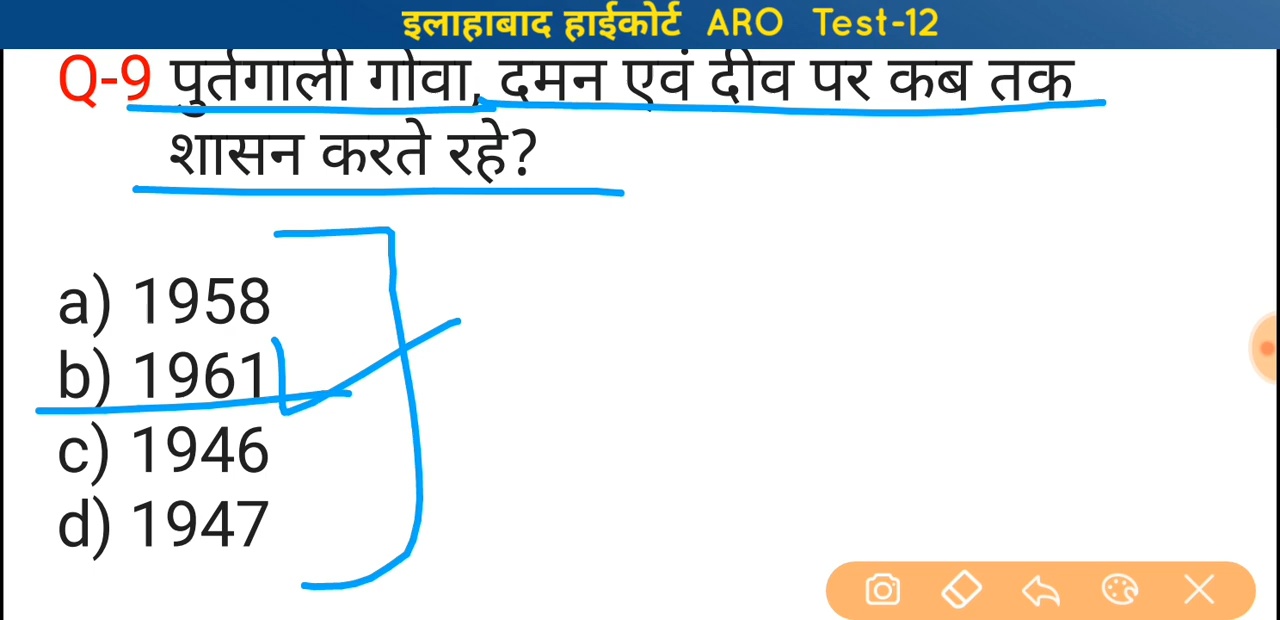 इलाहाबाद हाईकोर्ट ARO Test-12
Q-9 पुर्तगाली गोवा, दमन एवं दीव पर कब तक
शासन करते रहे?
a) 1958
b) 1961
c) 1946
d) 1947